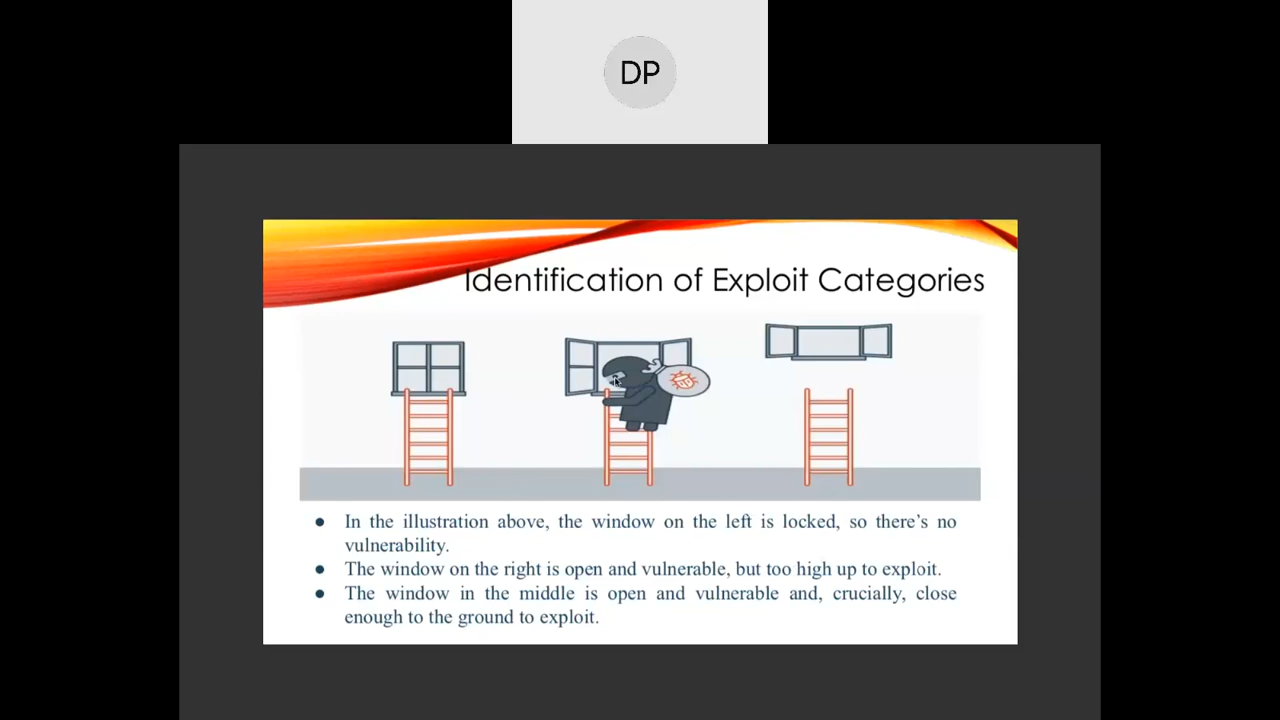 DP
Identification of Exploit Categories
● In the illustration above, the window on the left is locked, so there’s no
vulnerability.
● The window on the right is open and vulnerable, but too high up to exploit.
● The window in the middle is open and vulnerable and, crucially, close
enough to the ground to exploit.